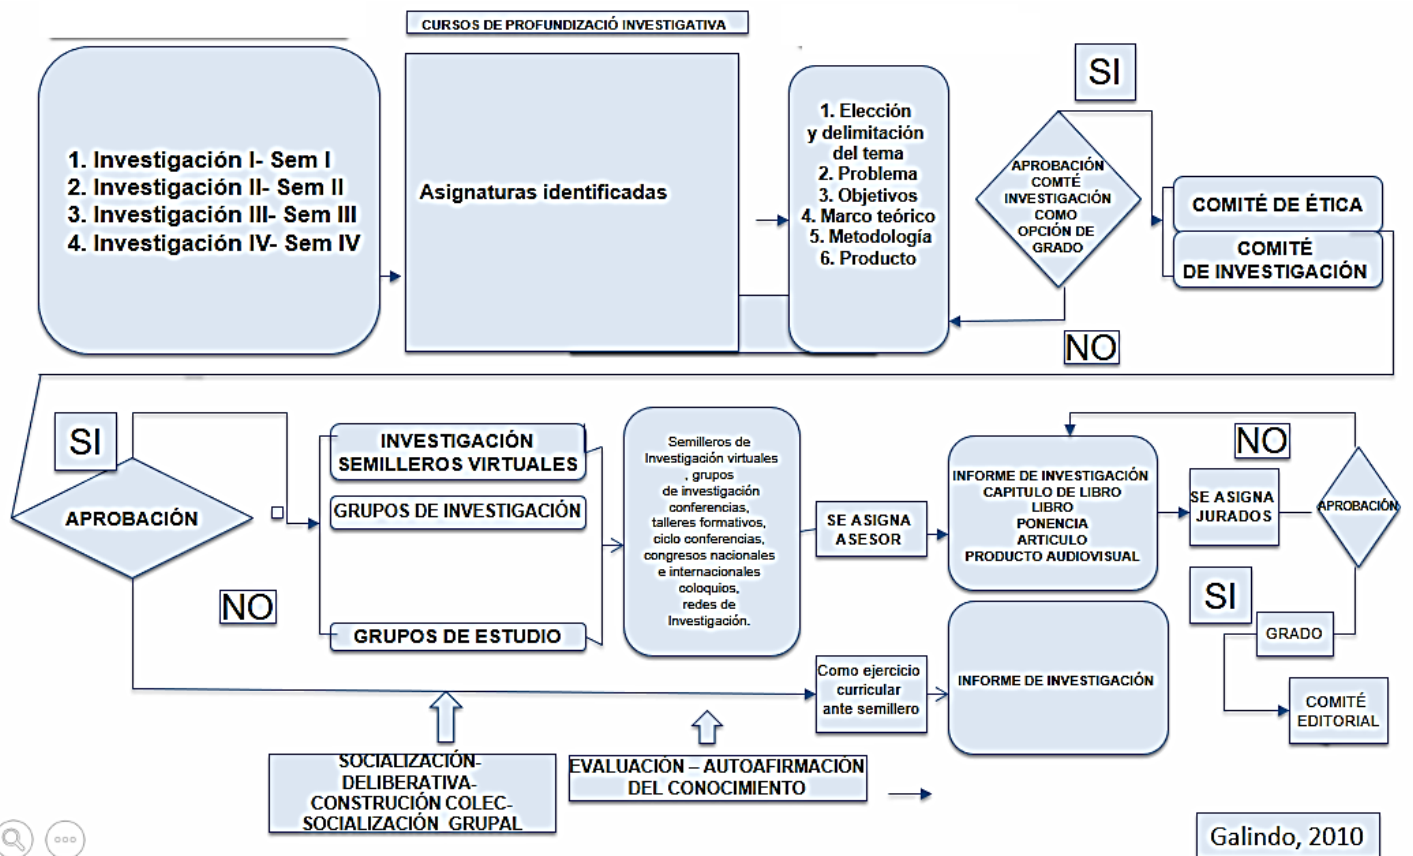 CURSOS DE PROFUNDIZACIÓ INVESTIGATIVA
1. Investigación I- Sem I
2. Investigación II- Sem II
3. Investigación III- Sem III
4. Investigación IV- Sem IV
Asignaturas identificadas
1. Elección
y delimitación
del tema
2. Problema
3. Objetivos
4. Marco teórico
5. Metodología
6. Producto
SI
APROBACIÓN
COMTÉ
INVESTIGACIÓN
COMO
OPCIÓN DE
GRADO
NO
COMITÉ DE ÉTICA
COMITÉ
DE INVESTIGACIÓN
SI
APROBACIÓN
NO
INVESTIGACIÓN
SEMILLEROS VIRTUALES
GRUPOS DE INVESTIGACIÓN
GRUPOS DE ESTUDIO
Semilleros de
Investigación virtuales
, grupos
de investigación
conferencias,
talleres formativos,
ciclo conferencias,
congresos nacionales
e internacionales
coloquios,
redes de
Investigación.
SE ASIGNA
ASESOR
INFORME DE INVESTIGACIÓN
CAPITULO DE LIBRO
LIBRO
PONENCIA
ARTICULO
PRODUCTO AUDIOVISUAL
SE ASIGNA
JURADOS
NO
APROBACIÓN
SI
GRADO
COMITÉ
EDITORIAL
Como ejercicio
curricular
ante semillero
INFORME DE INVESTIGACIÓN
SOCIALIZACIÓN-
DELIBERATIVA-
CONSTRUCIÓN COLEC-
SOCIALIZACIÓN GRUPAL
EVALUACIÓN – AUTOAFIRMACIÓN
DEL CONOCIMIENTO
Galindo, 2010